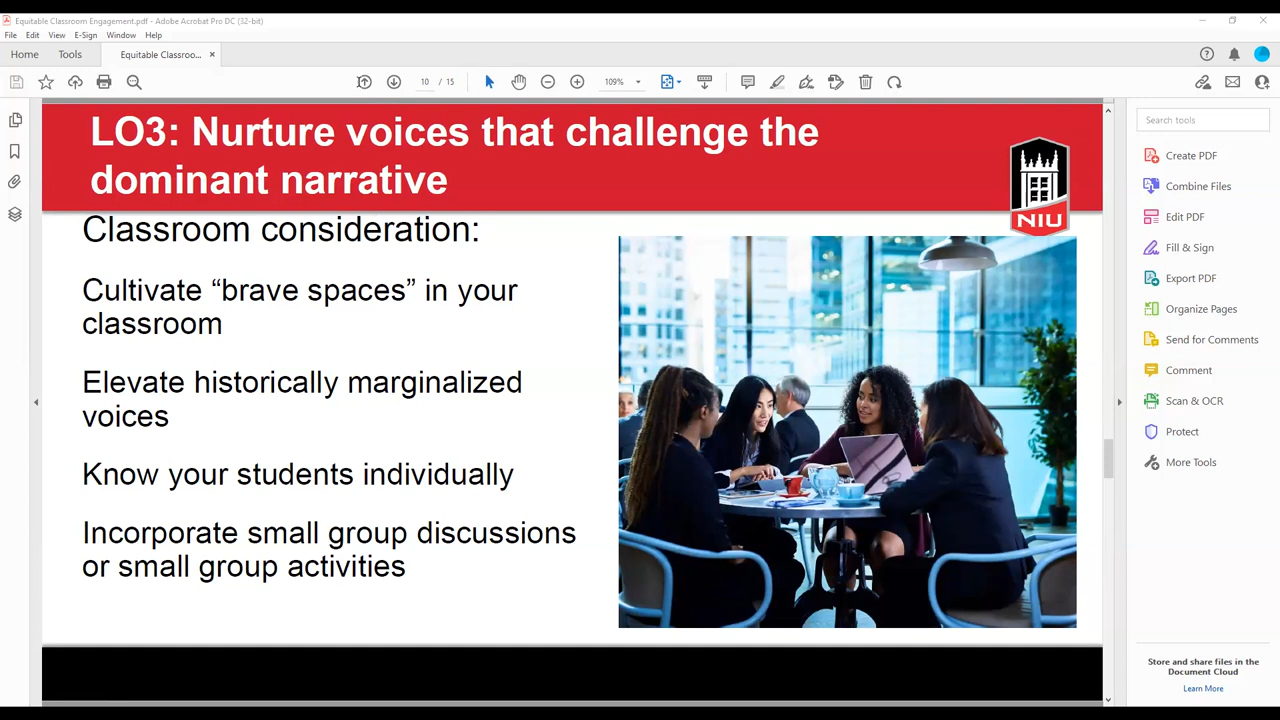 Equitable Classroom Engagement.pdf - Adobe Acrobat Pro DC (32-bit)
File Edit View E-Sign Window Help
Home Tools Equitable Classroo... ×
10 / 15 109%
LO3: Nurture voices that challenge the
dominant narrative
NIU
Classroom consideration:
Cultivate “brave spaces” in your
classroom
Elevate historically marginalized
voices
Know your students individually
Incorporate small group discussions
or small group activities
Search tools
Create PDF
Combine Files
Edit PDF
Fill & Sign
Export PDF
Organize Pages
Send for Comments
Comment
Scan & OCR
Protect
More Tools
Store and share files in the
Document Cloud
Learn More